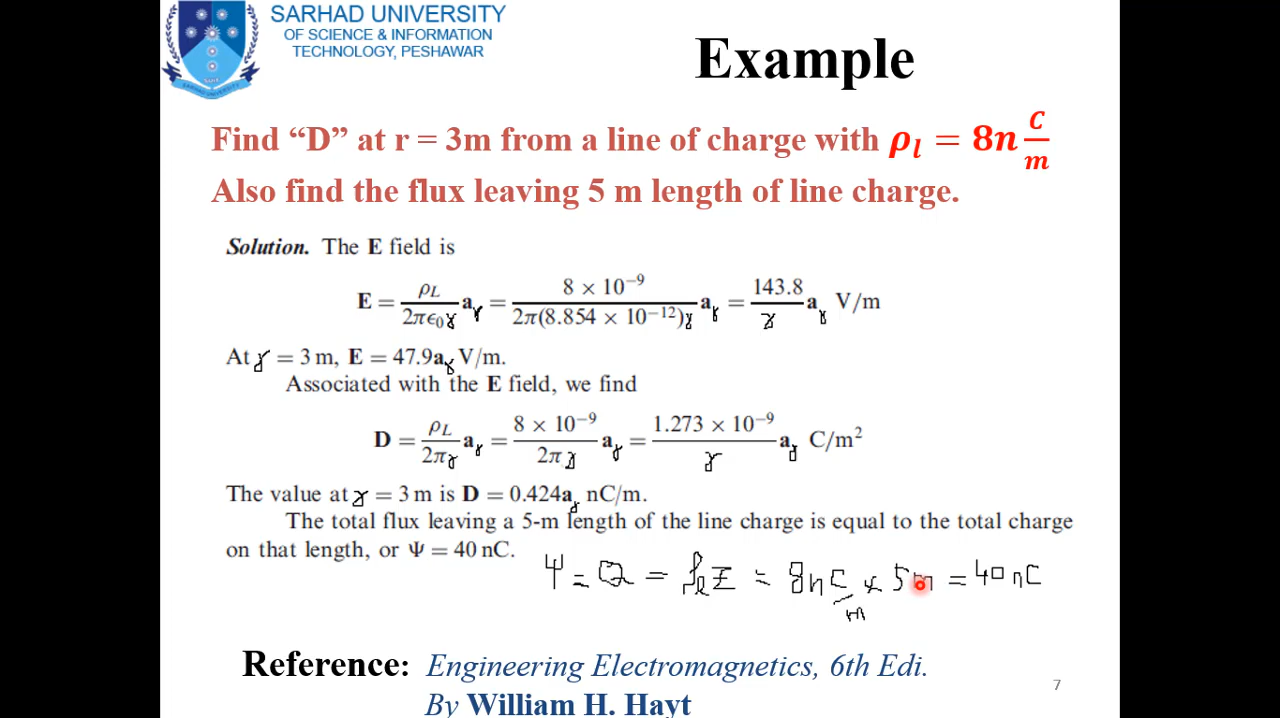 SARHAD UNIVERSITY
OF SCIENCE & INFORMATION
TECHNOLOGY, PESHAWAR
Example
Find “D” at r = 3m from a line of charge with ρₗ = 8n C/m
Also find the flux leaving 5 m length of line charge.
Solution. The E field is
E = ρL / 2πϵ₀r aᵣ = 8 × 10⁻⁹ / 2π(8.854 × 10⁻¹²)r aᵣ = 143.8 / r aᵣ V/m
At r = 3 m, E = 47.9aᵣ V/m.
Associated with the E field, we find
D = ρL / 2πr aᵣ = 8 × 10⁻⁹ / 2πr aᵣ = 1.273 × 10⁻⁹ / r aᵣ C/m²
The value at r = 3 m is D = 0.424aᵣ nC/m.
The total flux leaving a 5-m length of the line charge is equal to the total charge
on that length, or Ψ = 40 nC.
Ψ = Q = ρₗ Z = 8n C/m × 5m = 40 nC
Reference: Engineering Electromagnetics, 6th Edi.
By William H. Hayt
7